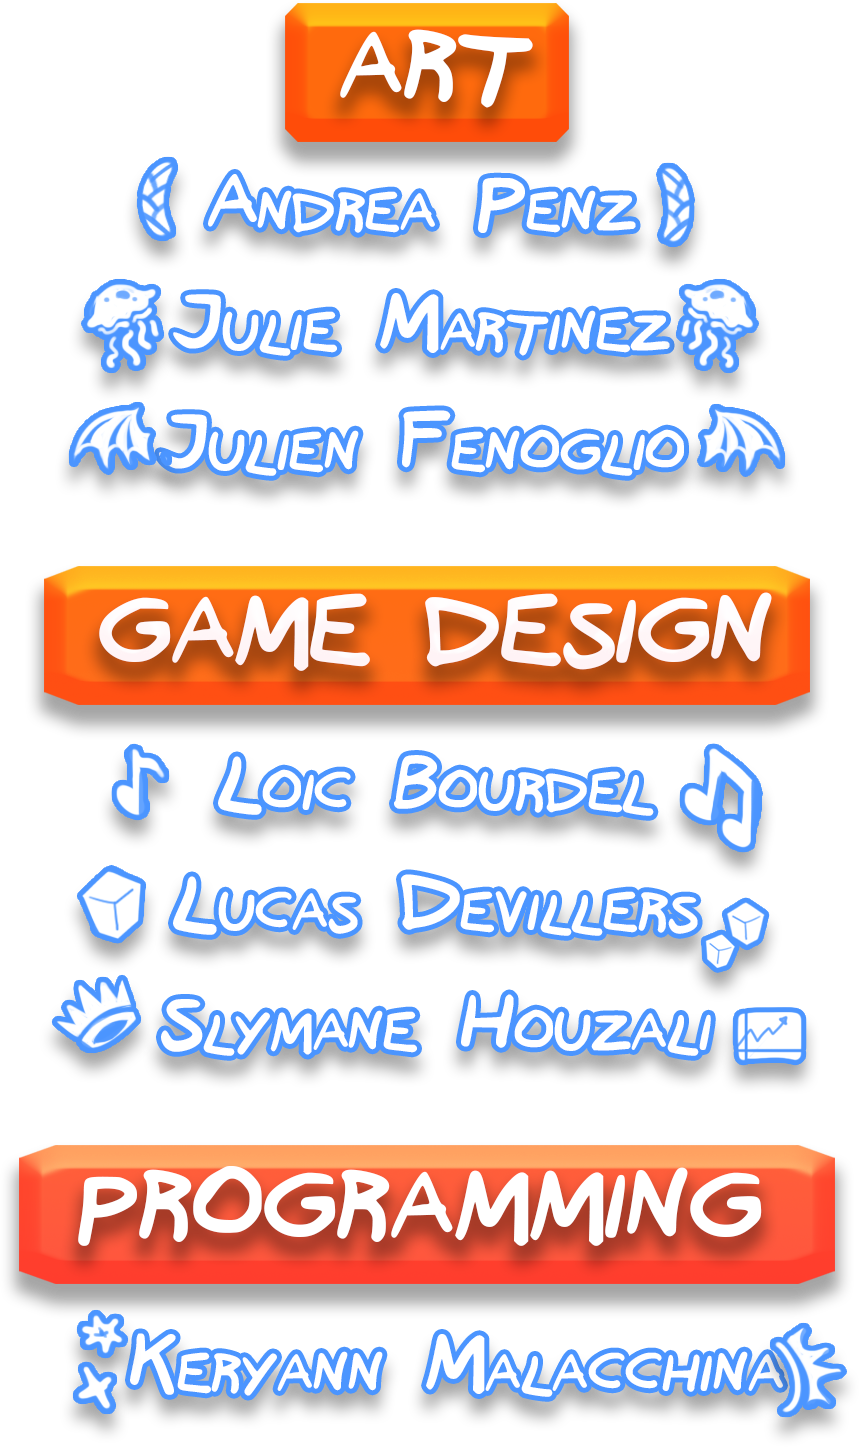 ART
ANDREA PENZ
JULIE MARTINEZ
JULIEN FENOGLIO
GAME DESIGN
LOIC BOURDEL
LUCAS DEVILLERS
SLYMANE HOUZALI
PROGRAMMING
KERYANN MALACCHINA